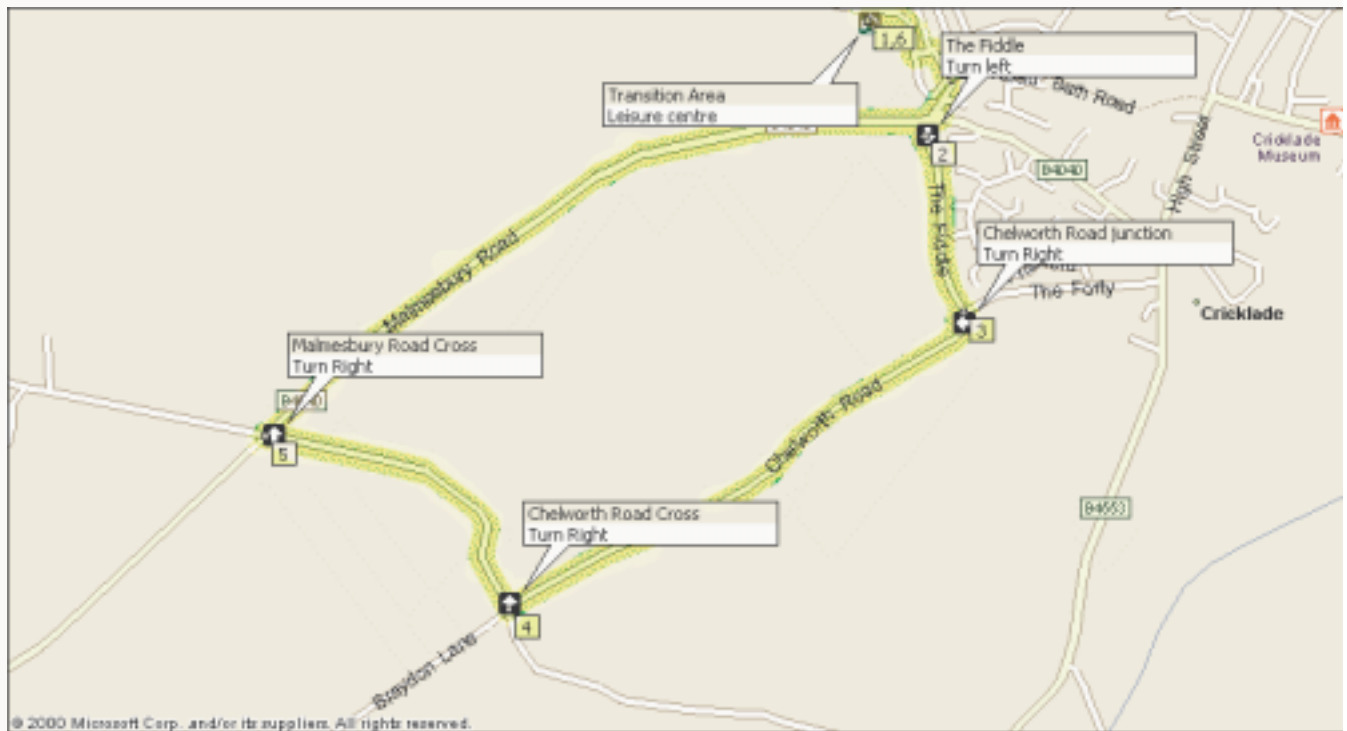 1,6
The Fiddle
Turn left
Transition Area
Leisure centre
Bath Road
High Street
Cricklade
Museum
2
B4040
The Fiddle
Chelworth Road Junction
Turn Right
The Forty
Cricklade
3
Malmesbury Road
Malmesbury Road Cross
Turn Right
B4040
5
Chelworth Road
Chelworth Road Cross
Turn Right
B4553
4
Braydon Lane
© 2000 Microsoft Corp. and/or its suppliers. All rights reserved.